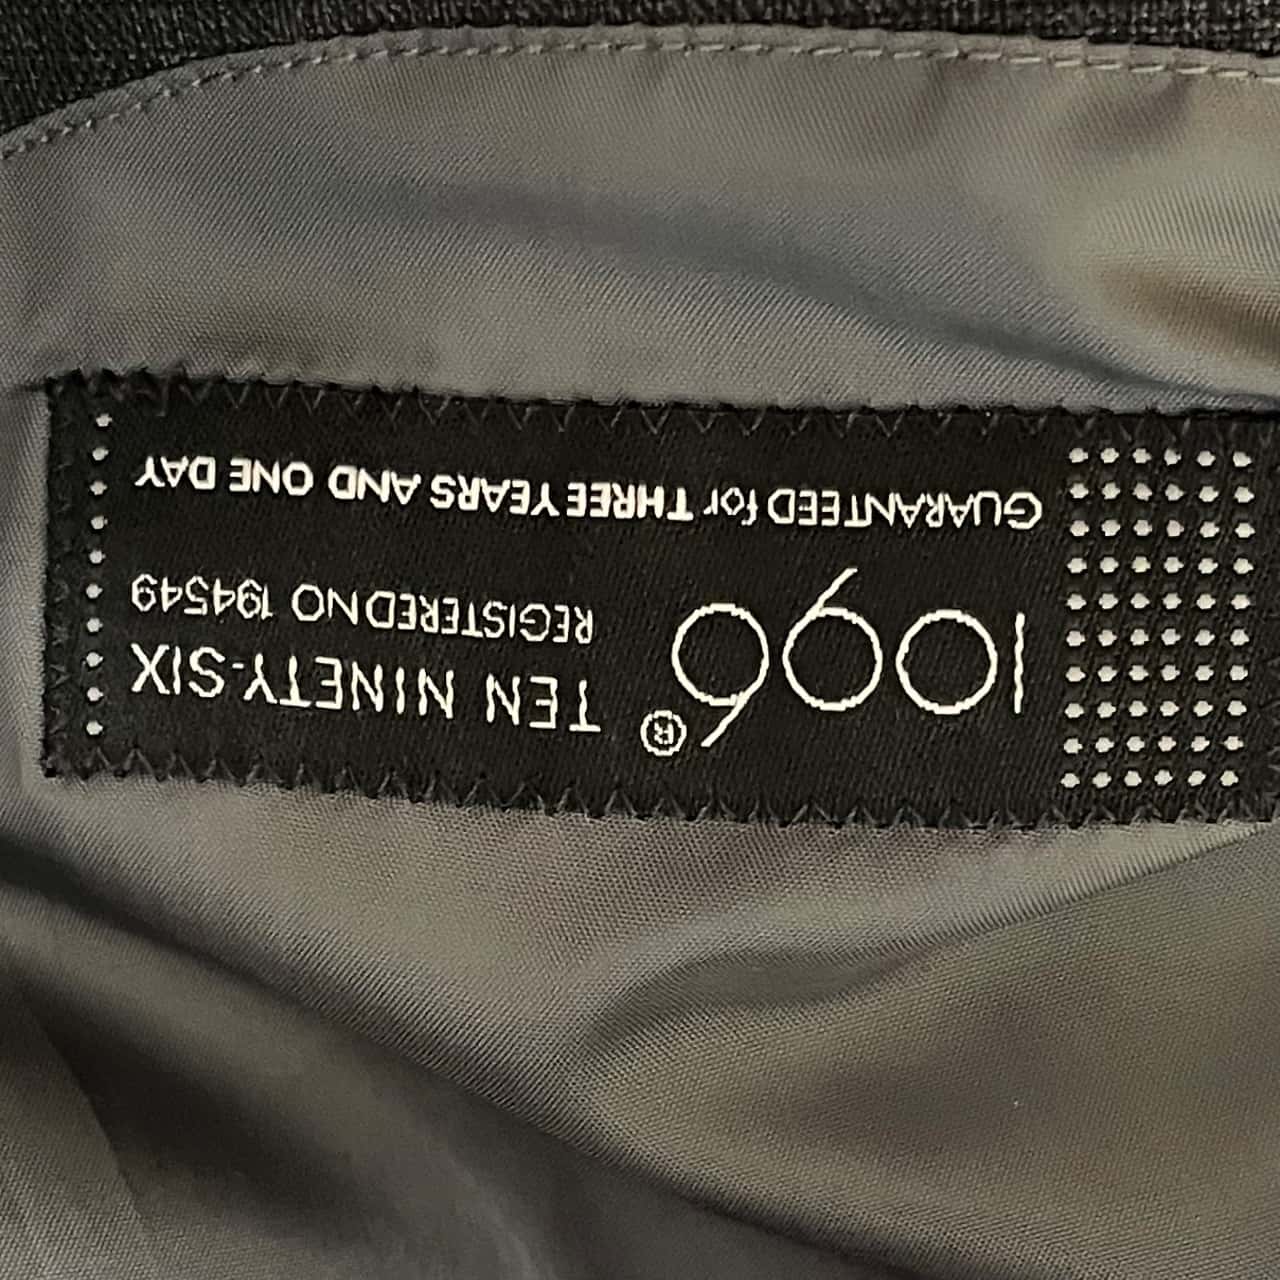 1096®
TEN NINETY-SIX
REGISTERED NO 194549
GUARANTEED for THREE YEARS AND ONE DAY